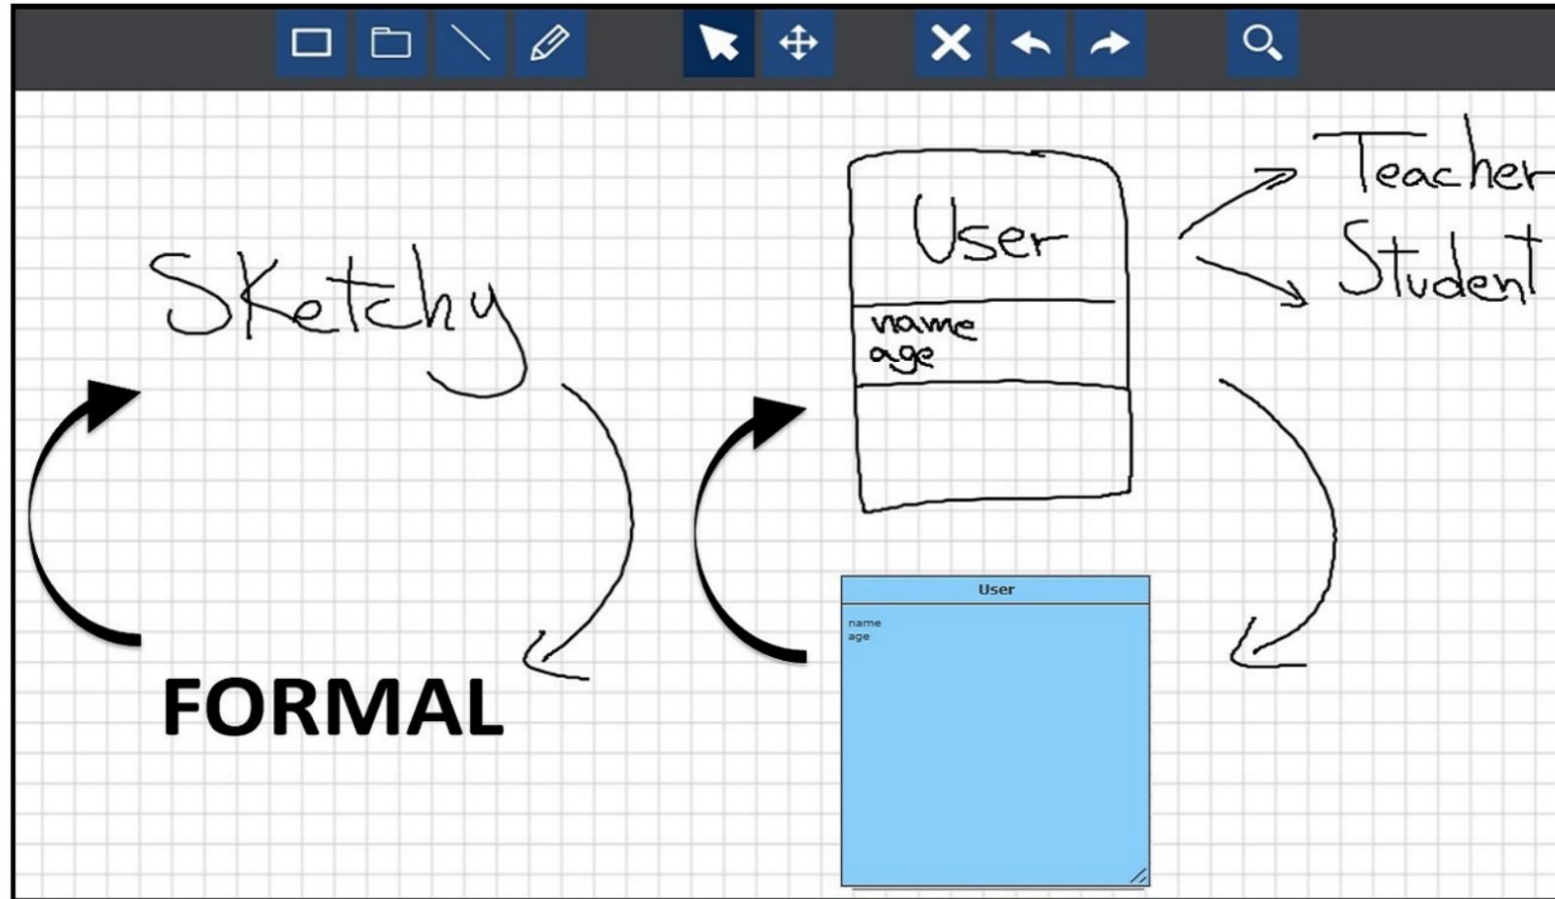 Sketchy
FORMAL
User
name
age
Teacher
Student
User
name
age